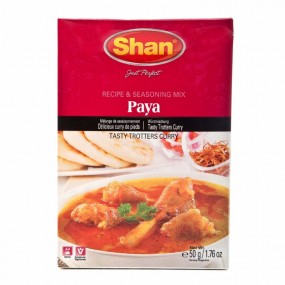 Shan
Just Perfect
RECIPE & SEASONING MIX
Paya
Mélange de assaisonnement
Délicieux curry de pieds
Würzmischung
Tasty Trotters Curry
TASTY TROTTERS CURRY
50 g / 1.76 oz